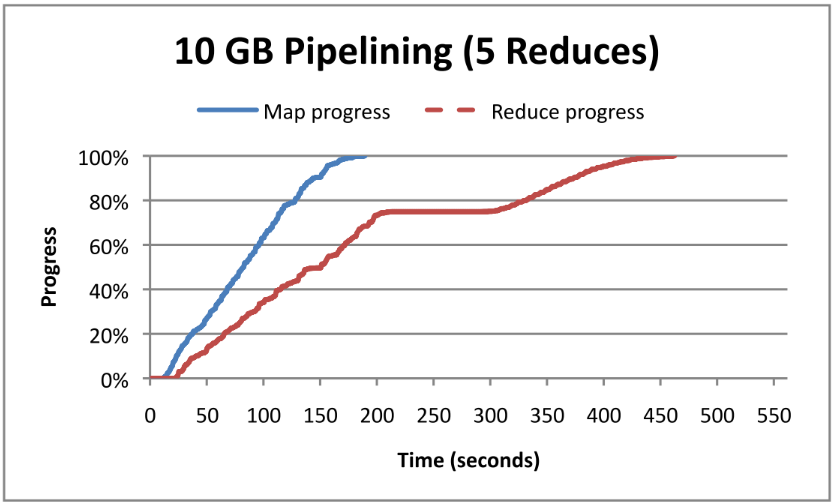 10 GB Pipelining (5 Reduces)
Map progress Reduce progress
100%
80%
60%
40%
20%
0%
Progress
0 50 100 150 200 250 300 350 400 450 500 550
Time (seconds)